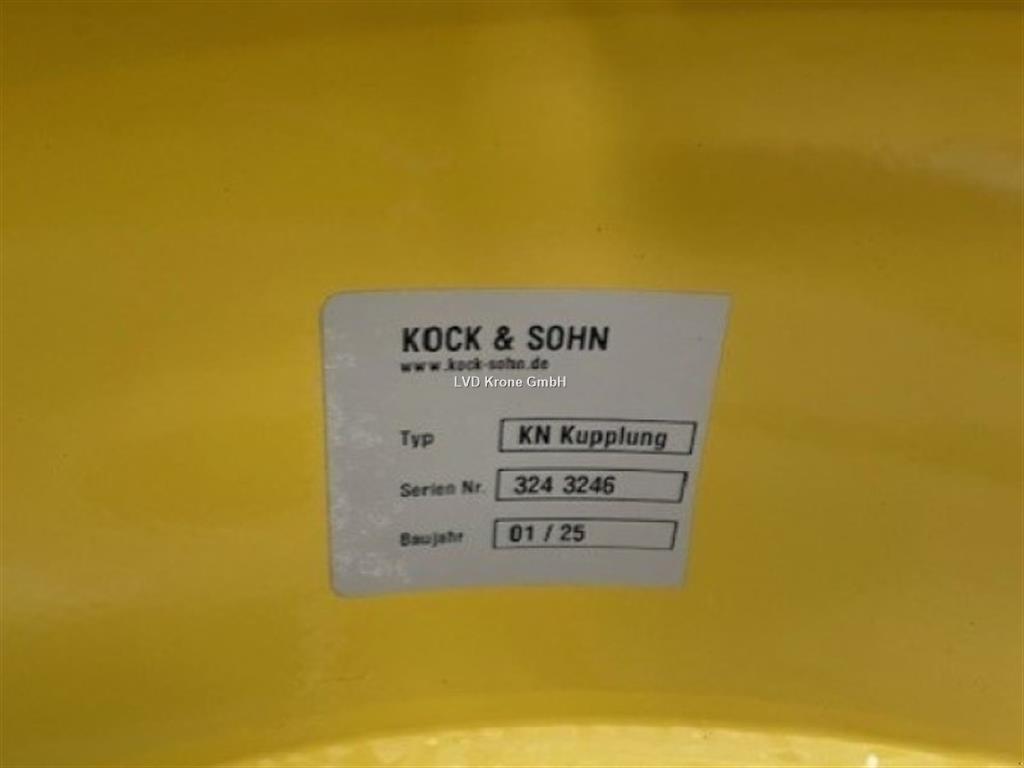 KOCK & SOHN
www.kock-sohn.de
LVD Krone GmbH
Typ KN Kupplung
Serien Nr. 324 3246
Baujahr 01 / 25